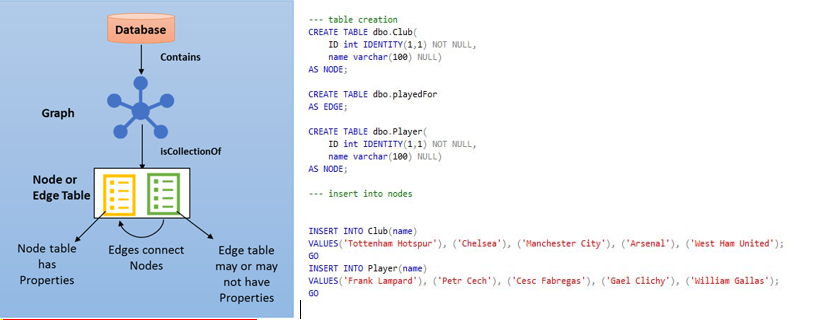 Database
Contains
Graph
isCollectionOf
Node or
Edge Table
Node table
has
Properties
Edges connect
Nodes
Edge table
may or may
not have
Properties
--- table creation
CREATE TABLE dbo.Club(
ID int IDENTITY(1,1) NOT NULL,
name varchar(100) NULL)
AS NODE;
CREATE TABLE dbo.playedFor
AS EDGE;
CREATE TABLE dbo.Player(
ID int IDENTITY(1,1) NOT NULL,
name varchar(100) NULL)
AS NODE;
--- insert into nodes
INSERT INTO Club(name)
VALUES('Tottenham Hotspur'), ('Chelsea'), ('Manchester City'), ('Arsenal'), ('West Ham United');
GO
INSERT INTO Player(name)
VALUES('Frank Lampard'), ('Petr Cech'), ('Cesc Fabregas'), ('Gael Clichy'), ('William Gallas');
GO